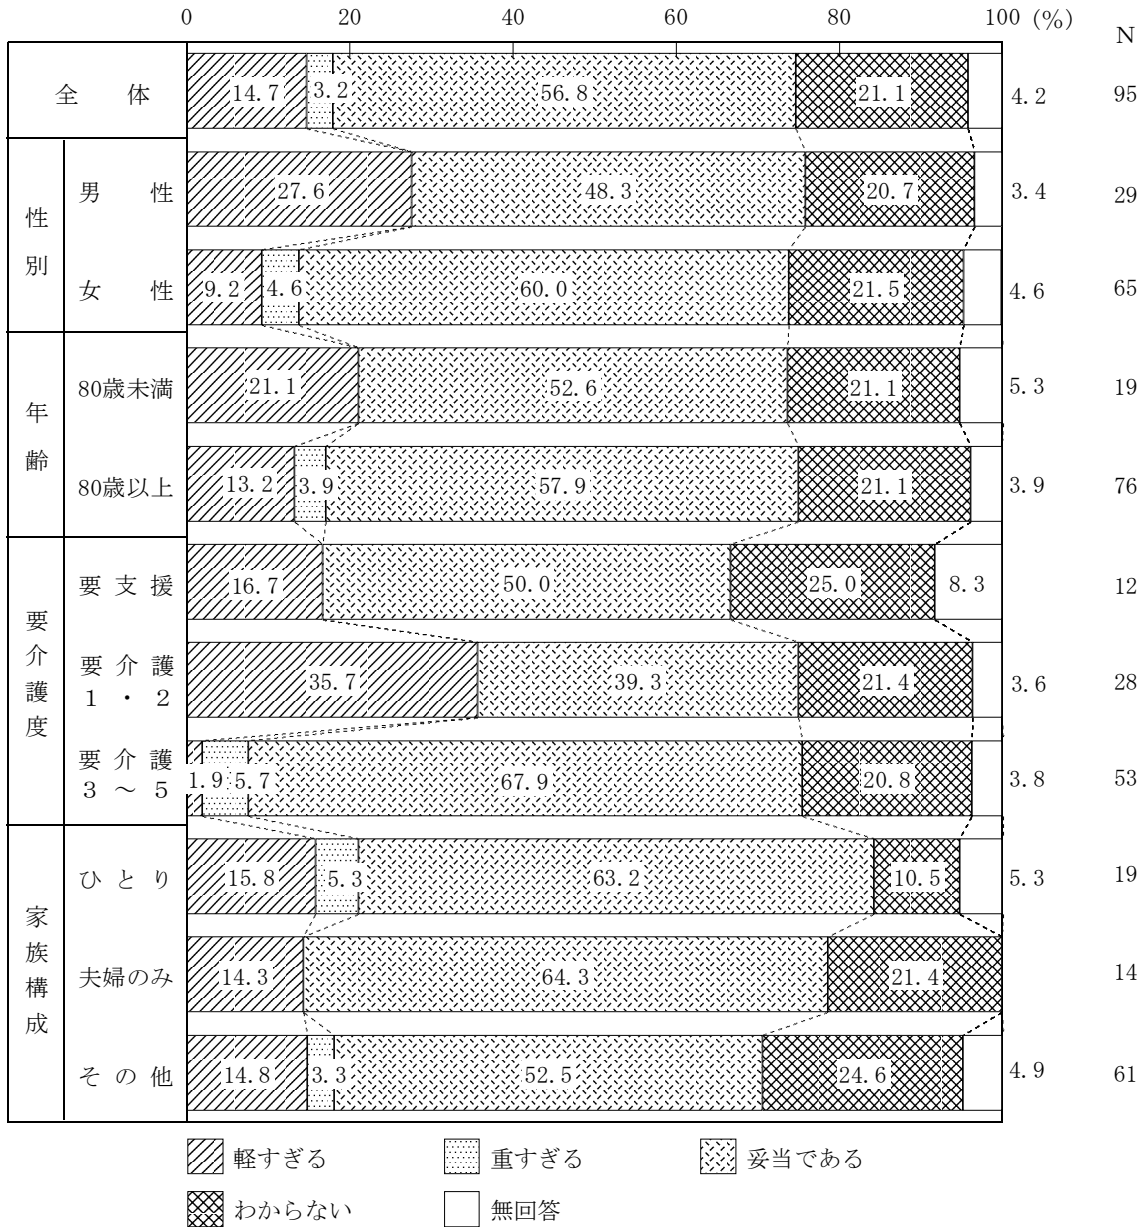 0 20 40 60 80 100 (%) N
全体 14.7 3.2 56.8 21.1 4.2 95
性別
男性 27.6 48.3 20.7 3.4 29
女性 9.2 4.6 60.0 21.5 4.6 65
年齢
80歳未満 21.1 52.6 21.1 5.3 19
80歳以上 13.2 3.9 57.9 21.1 3.9 76
要介護度
要支援 16.7 50.0 25.0 8.3 12
要介護
1・2 35.7 39.3 21.4 3.6 28
要介護
3～5 1.9 5.7 67.9 20.8 3.8 53
家族構成
ひとり 15.8 5.3 63.2 10.5 5.3 19
夫婦のみ 14.3 64.3 21.4 14
その他 14.8 3.3 52.5 24.6 4.9 61
軽すぎる 重すぎる 妥当である
わからない 無回答